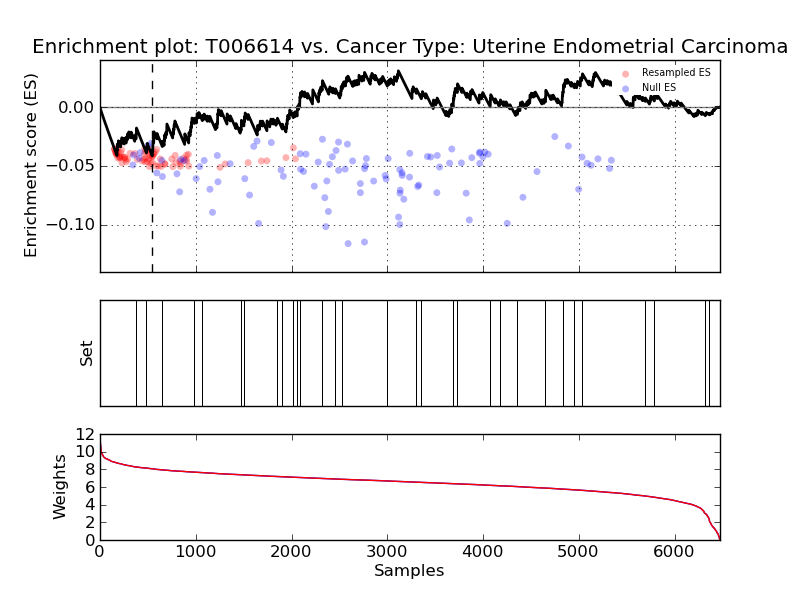 Enrichment plot: T006614 vs. Cancer Type: Uterine Endometrial Carcinoma
Enrichment score (ES)
0.00
−0.05
−0.10
Resampled ES
Null ES
Set
Weights
12
10
8
6
4
2
0
0 1000 2000 3000 4000 5000 6000
Samples